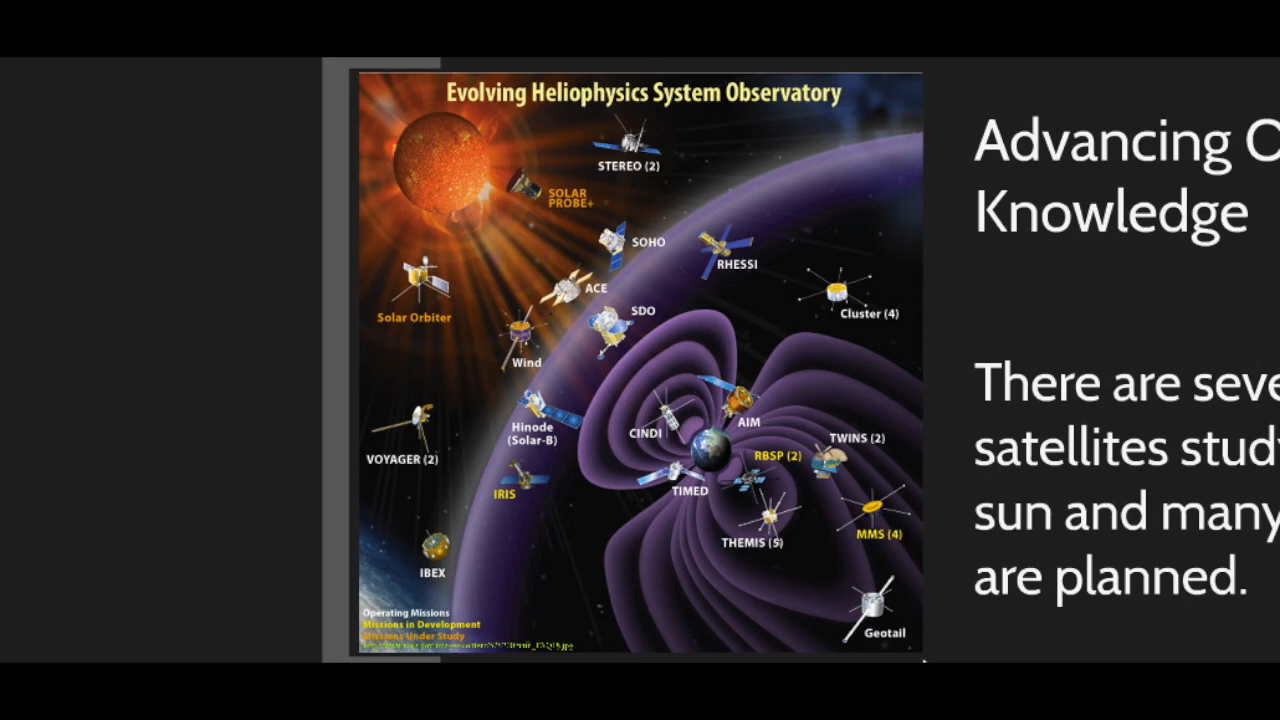 Evolving Heliophysics System Observatory
STEREO (2)
SOLAR
PROBE+
SOHO
RHESSI
ACE
Cluster (4)
SDO
Solar Orbiter
Wind
Hinode
(Solar-B)
CINDI
AIM
TWINS (2)
VOYAGER (2)
RBSP (2)
IRIS
TIMED
MMS (4)
THEMIS (5)
IBEX
Geotail
Operating Missions
Missions in Development
Missions Under Study
Advancing O
Knowledge
There are seve
satellites study
sun and many
are planned.